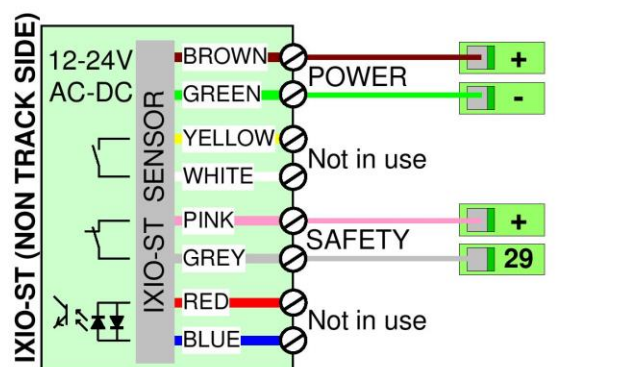 IXIO-ST (NON TRACK SIDE)
12-24V
AC-DC
IXIO-ST SENSOR
BROWN
GREEN
POWER
+
-
YELLOW
WHITE
Not in use
PINK
GREY
SAFETY
+
29
RED
BLUE
Not in use